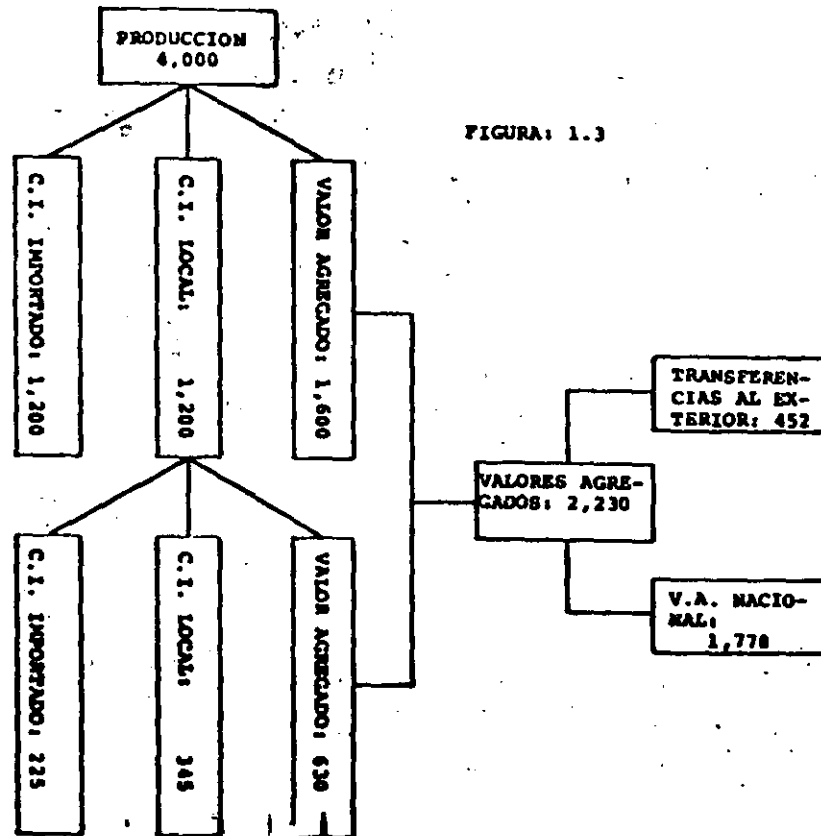 PRODUCCION
4,000
FIGURA: 1.3
C.I. IMPORTADO: 1,200
C.I. LOCAL: 1,200
VALOR AGREGADO: 1,600
TRANSFEREN-
CIAS AL EX-
TERIOR: 452
VALORES AGRE-
GADOS: 2,230
V.A. NACIO-
NAL:
1,778
C.I. IMPORTADO: 225
C.I. LOCAL: 345
VALOR AGREGADO: 630